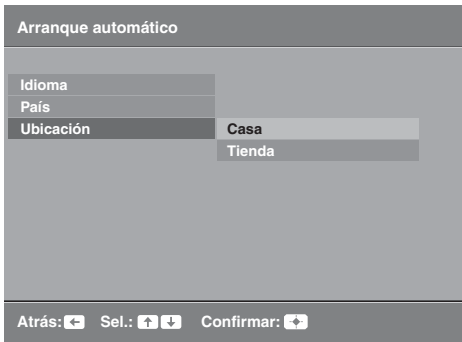 Arranque automático
Idioma
País
Ubicación Casa
Tienda
Atrás: Sel.: Confirmar: